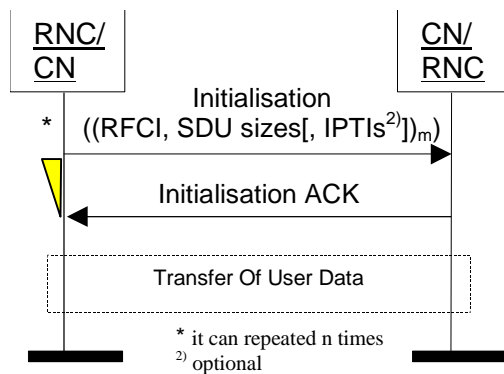 RNC/
CN
CN/
RNC
Initialisation
* ((RFCI, SDU sizes[, IPTIs2)])m)
Initialisation ACK
Transfer Of User Data
* it can repeated n times
2) optional